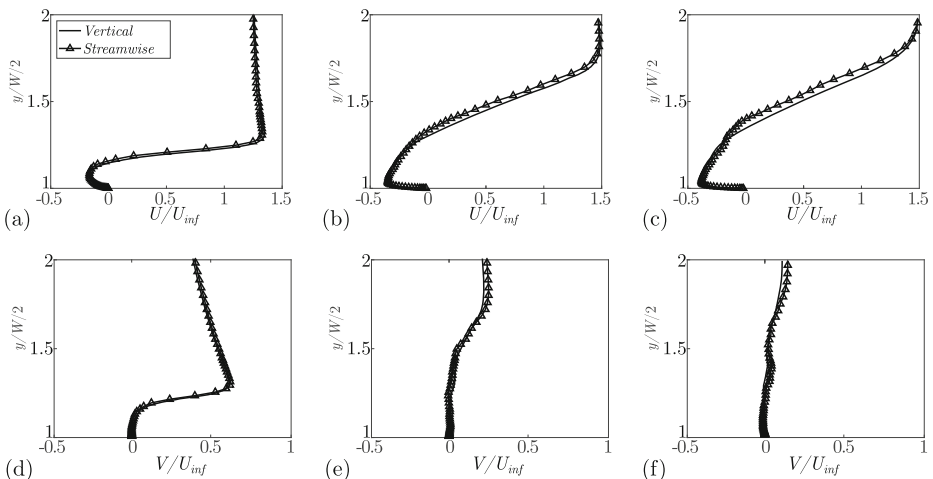 2
Vertical
Streamwise
y/W/2
1.5
1
-0.5 0 0.5 1 1.5
(a) U/U_inf
2
y/W/2
1.5
1
-0.5 0 0.5 1 1.5
(b) U/U_inf
2
y/W/2
1.5
1
-0.5 0 0.5 1 1.5
(c) U/U_inf
2
y/W/2
1.5
1
-0.5 0 0.5 1
(d) V/U_inf
2
y/W/2
1.5
1
-0.5 0 0.5 1
(e) V/U_inf
2
y/W/2
1.5
1
-0.5 0 0.5 1
(f) V/U_inf